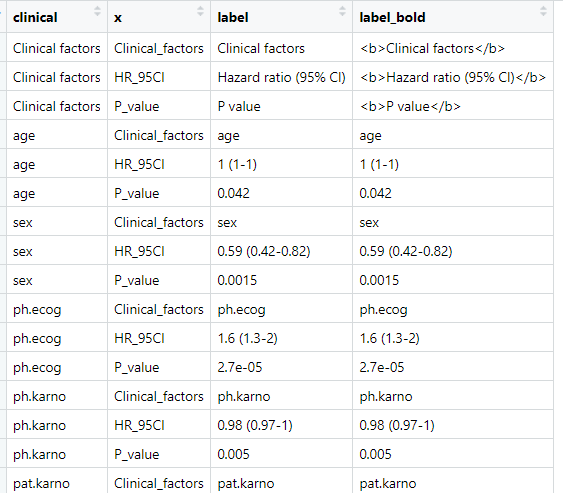 clinical x label label_bold
Clinical factors Clinical_factors Clinical factors <b>Clinical factors</b>
Clinical factors HR_95CI Hazard ratio (95% CI) <b>Hazard ratio (95% CI)</b>
Clinical factors P_value P value <b>P value</b>
age Clinical_factors age age
age HR_95CI 1 (1-1) 1 (1-1)
age P_value 0.042 0.042
sex Clinical_factors sex sex
sex HR_95CI 0.59 (0.42-0.82) 0.59 (0.42-0.82)
sex P_value 0.0015 0.0015
ph.ecog Clinical_factors ph.ecog ph.ecog
ph.ecog HR_95CI 1.6 (1.3-2) 1.6 (1.3-2)
ph.ecog P_value 2.7e-05 2.7e-05
ph.karno Clinical_factors ph.karno ph.karno
ph.karno HR_95CI 0.98 (0.97-1) 0.98 (0.97-1)
ph.karno P_value 0.005 0.005
pat.karno Clinical_factors pat.karno pat.karno